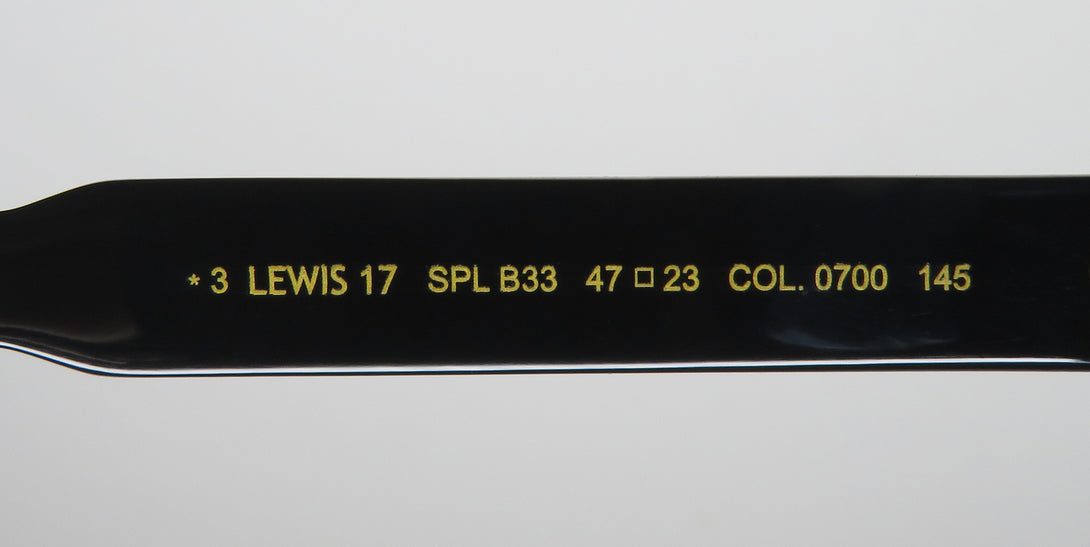 * 3 LEWIS 17 SPL B33 47 □ 23 COL. 0700 145